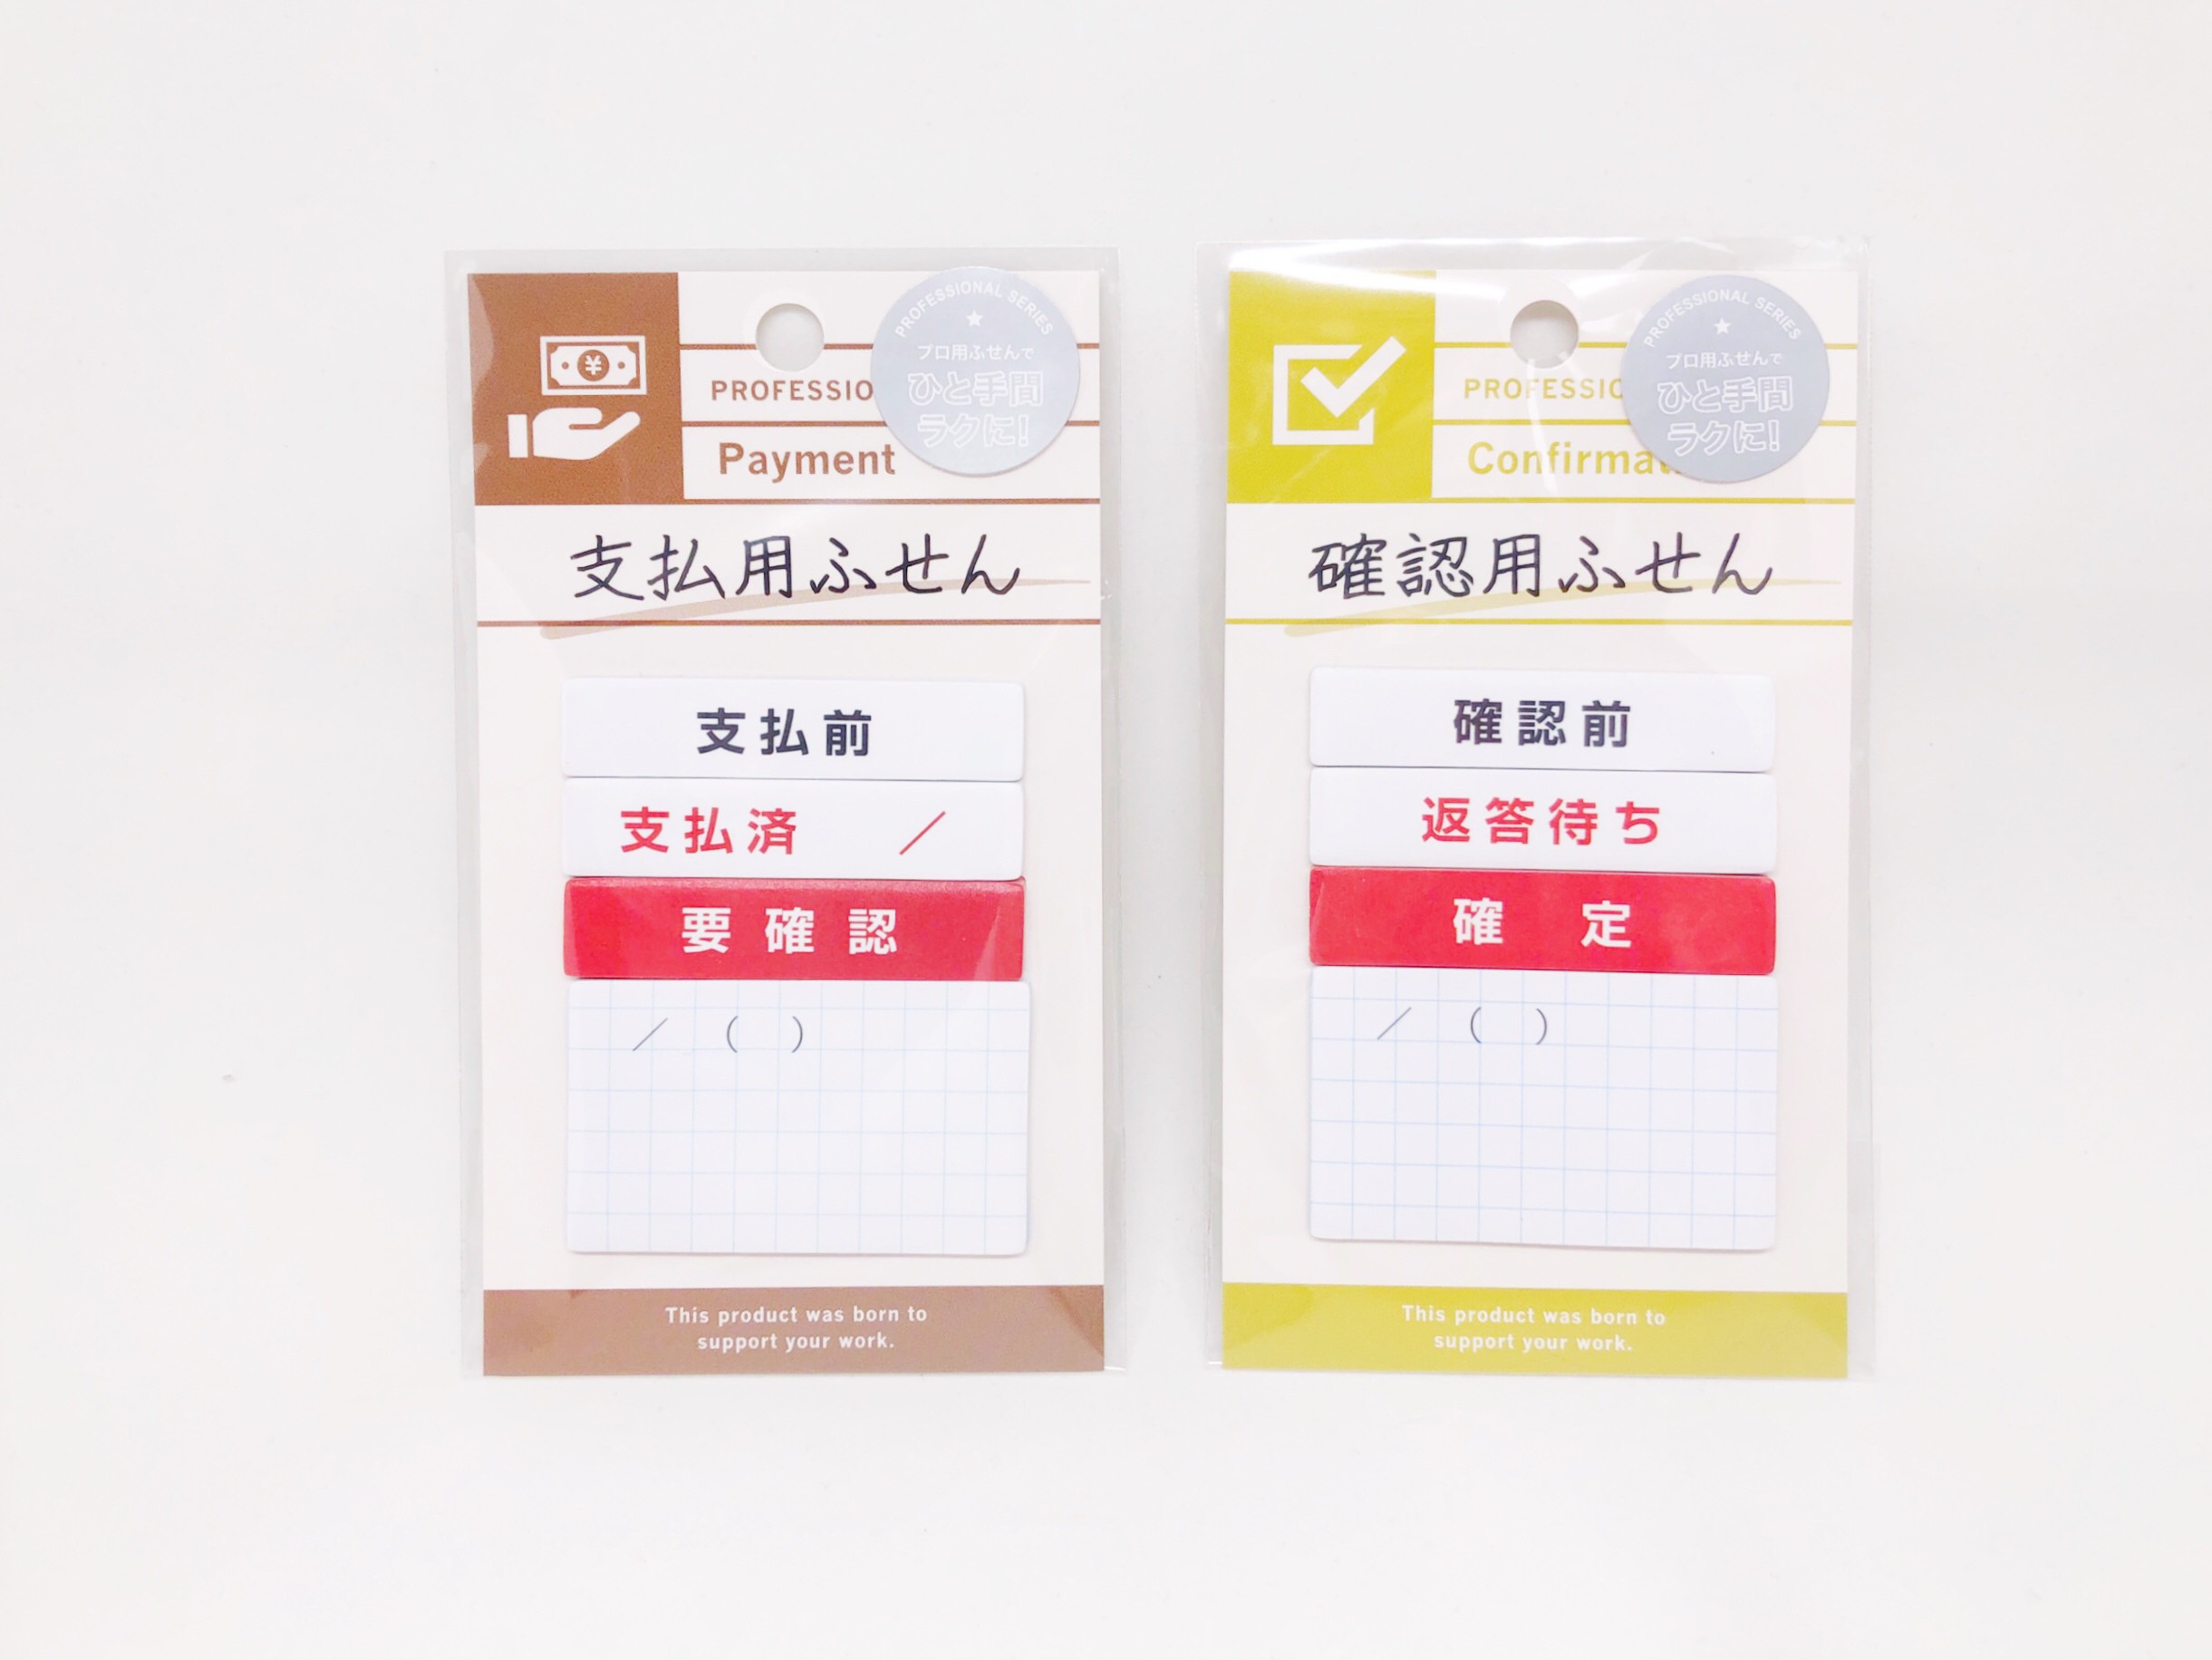 PROFESSIONAL SERIES
プロ用ふせんで
ひと手間
ラクに!
Payment
支払用ふせん
支払前
支払済 ／
要確認
／ ( )
This product was born to
support your work.
PROFESSIONAL SERIES
プロ用ふせんで
ひと手間
ラクに!
確認用ふせん
確認前
返答待ち
確 定
／ ( )
This product was born to
support your work.